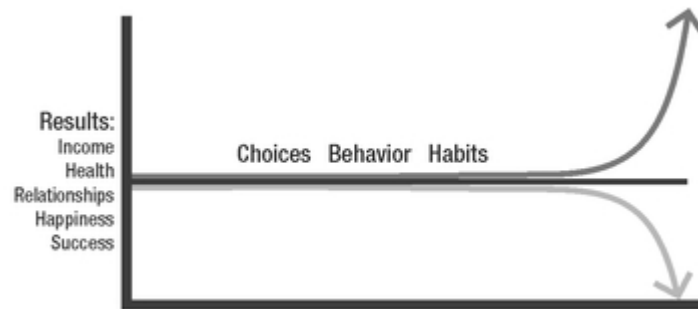 Results:
Income
Health
Relationships
Happiness
Success
Choices Behavior Habits